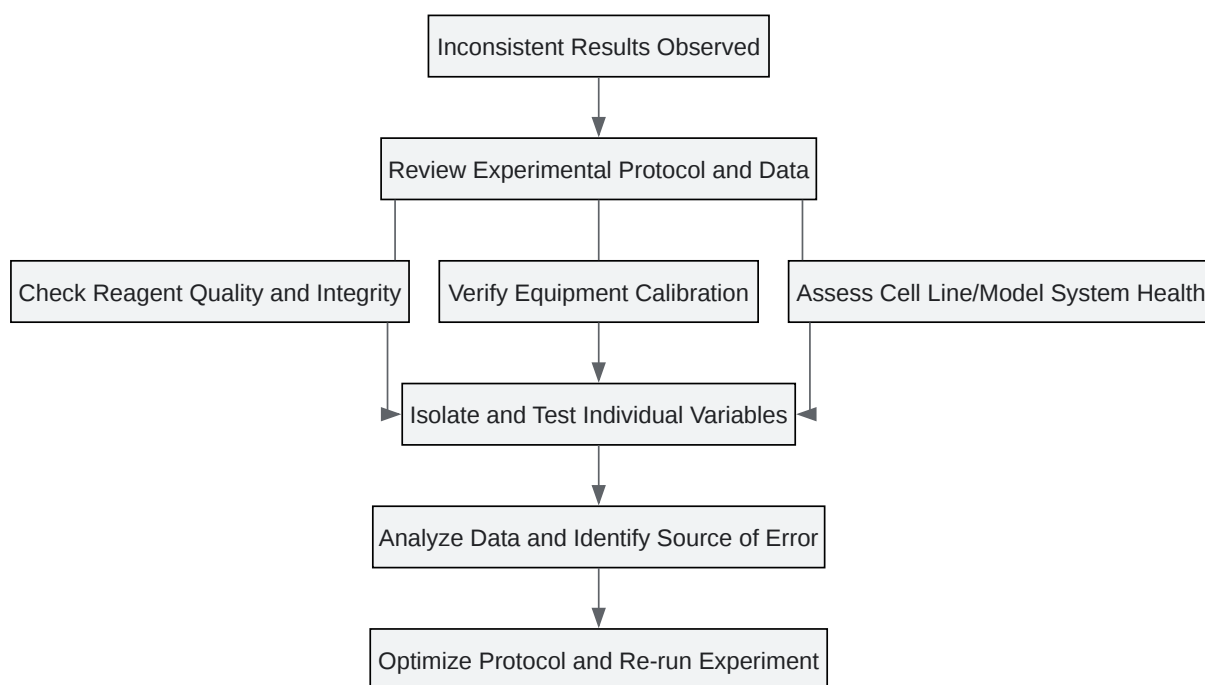 Inconsistent Results Observed
Review Experimental Protocol and Data
Check Reagent Quality and Integrity
Verify Equipment Calibration
Assess Cell Line/Model System Health
Isolate and Test Individual Variables
Analyze Data and Identify Source of Error
Optimize Protocol and Re-run Experiment